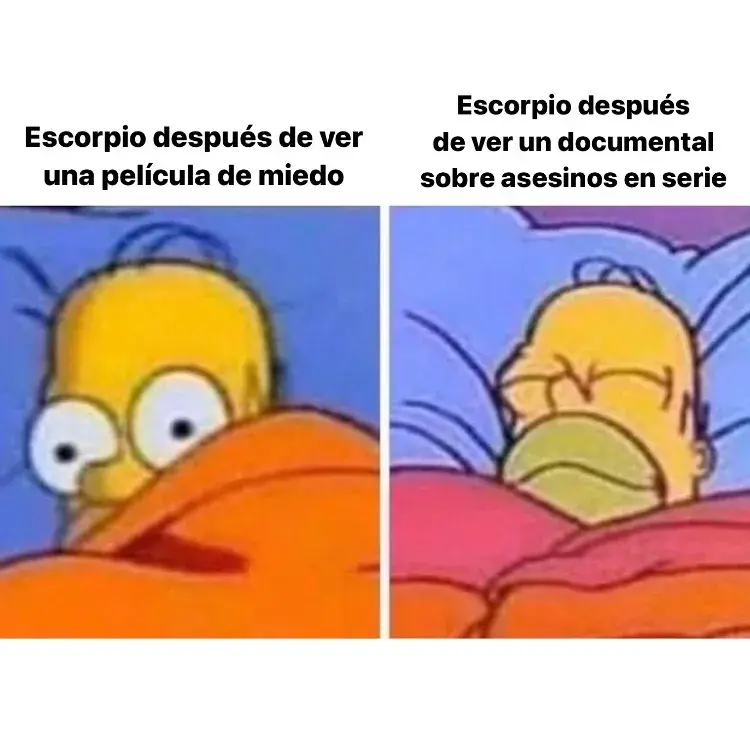 Escorpio después de ver
una película de miedo
Escorpio después
de ver un documental
sobre asesinos en serie